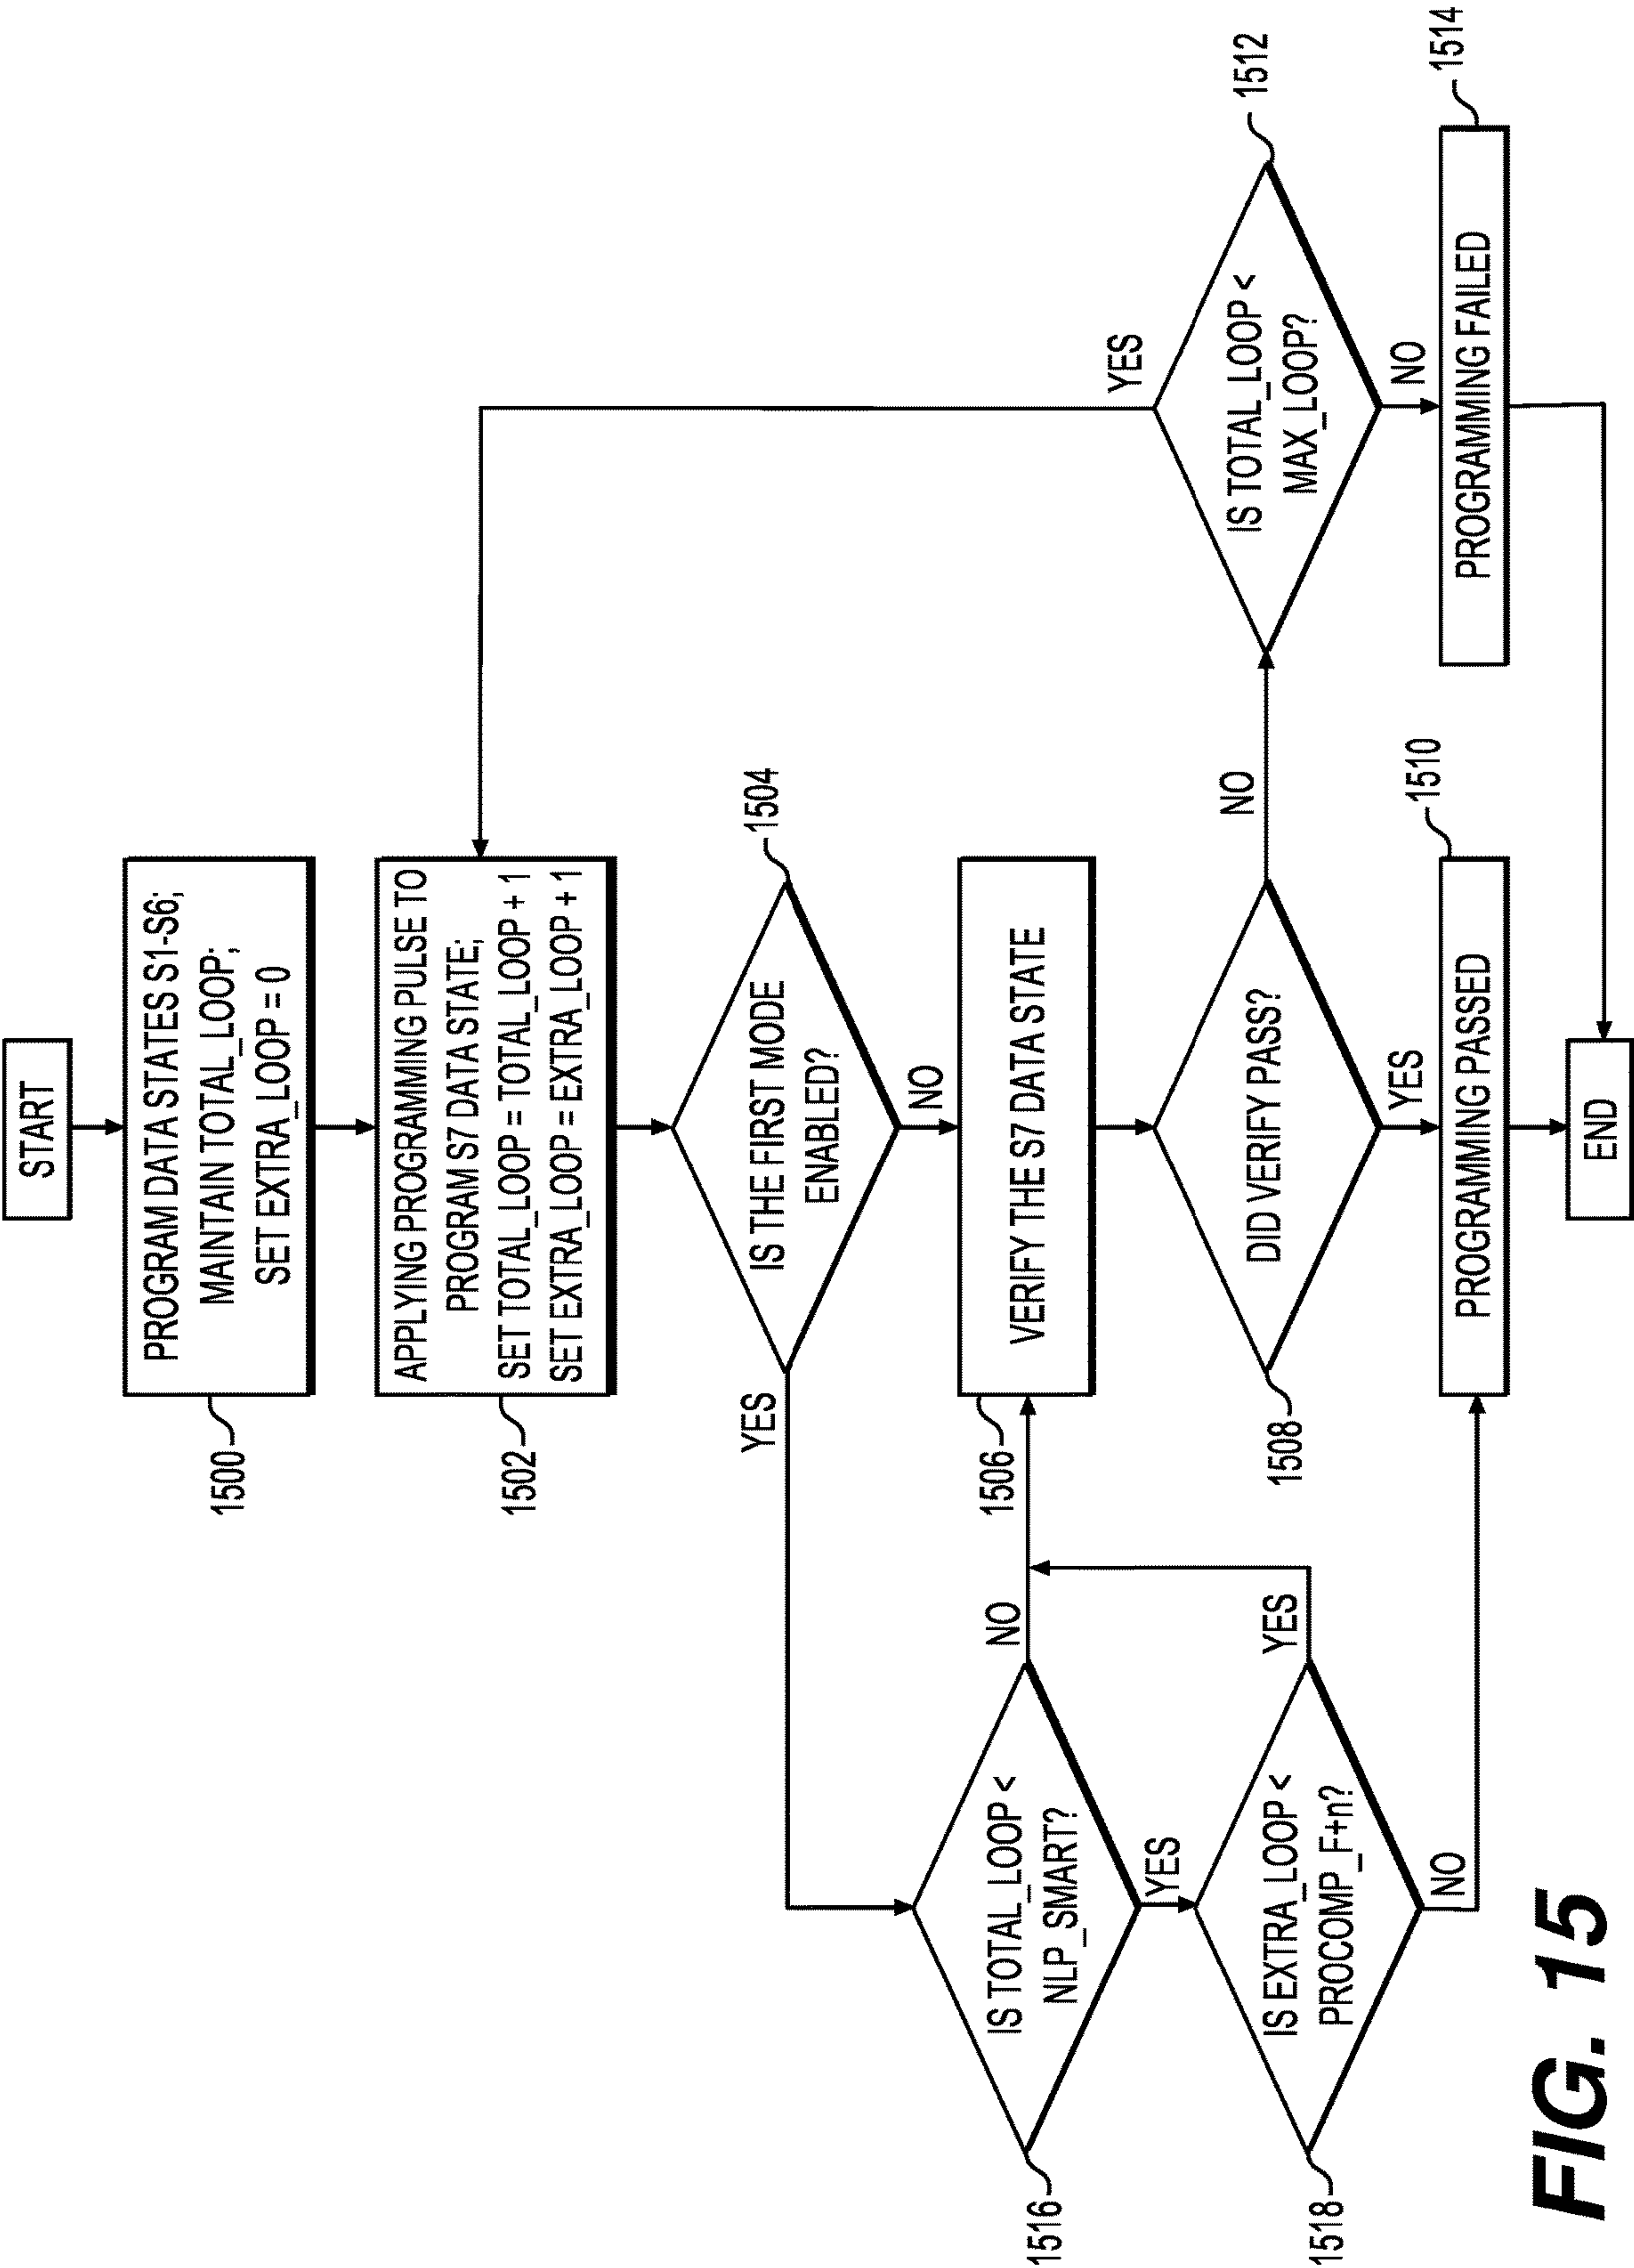 START
PROGRAM DATA STATES S1-S6;
MAINTAIN TOTAL_LOOP;
SET EXTRA_LOOP = 0
1500
APPLYING PROGRAMMING PULSE TO
PROGRAM S7 DATA STATE;
SET TOTAL_LOOP = TOTAL_LOOP + 1
SET EXTRA_LOOP = EXTRA_LOOP + 1
1502
IS THE FIRST MODE
ENABLED?
1504
YES
NO
IS TOTAL_LOOP <
NLP_SMART?
1516
NO
YES
VERIFY THE S7 DATA STATE
1506
IS EXTRA_LOOP <
PROCOMP_F+n?
1518
YES
NO
DID VERIFY PASS?
1508
NO
YES
IS TOTAL_LOOP <
MAX_LOOP?
1512
YES
NO
PROGRAMMING PASSED
1510
PROGRAMMING FAILED
1514
END
FIG. 15